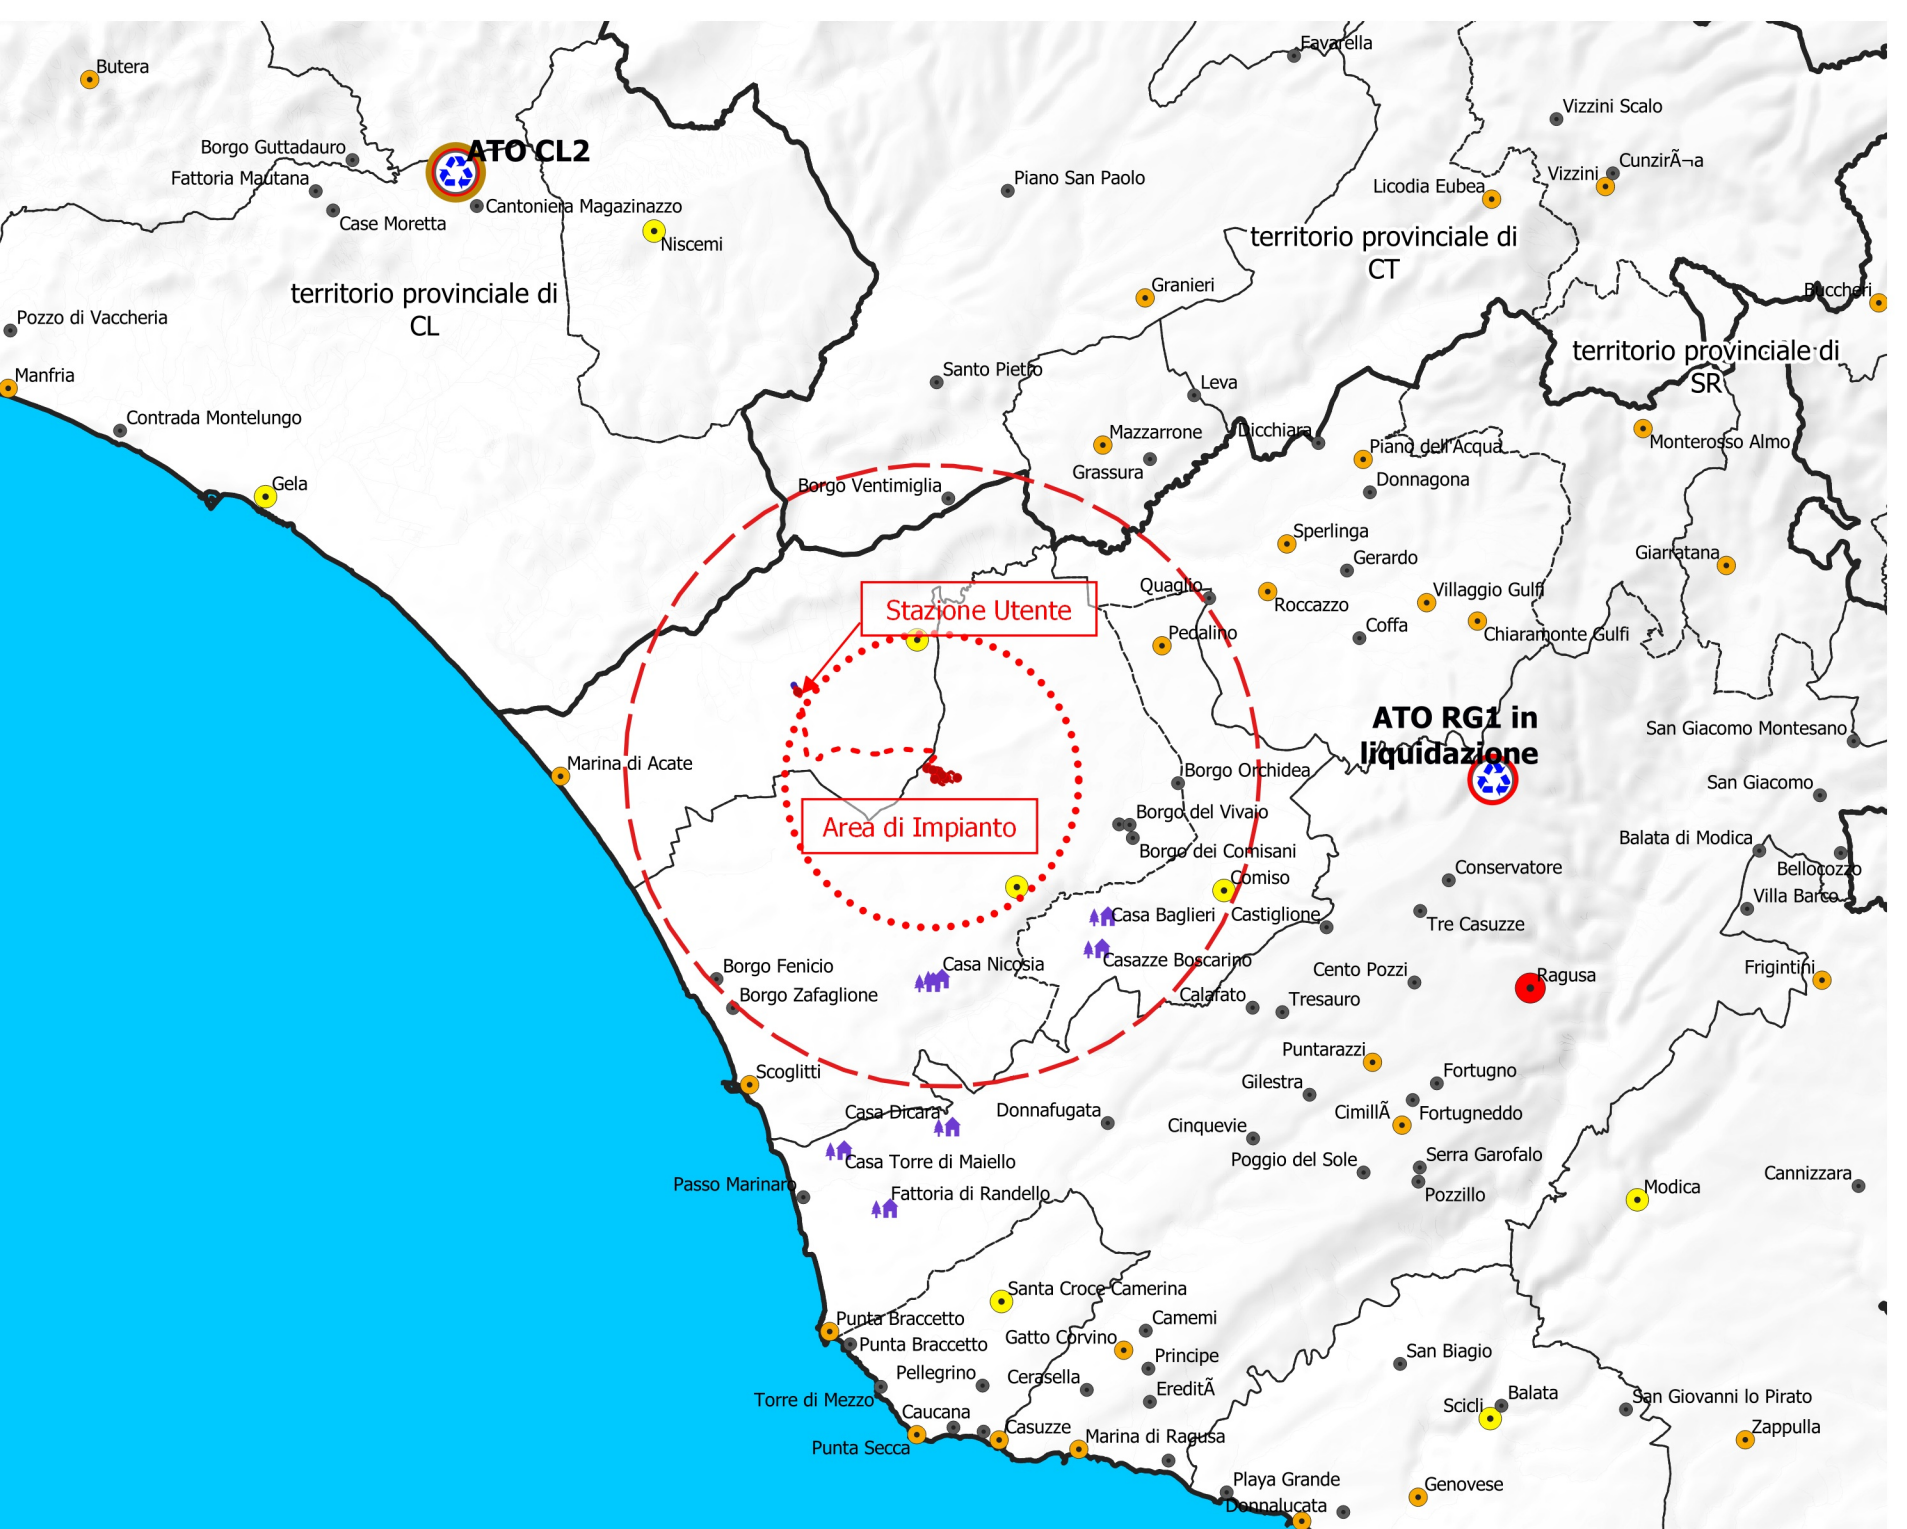 Favarella
Butera
Vizzini Scalo
Borgo Guttadauro
ATO CL2
CunzirÃ¬a
Vizzini
Fattoria Mautana
Piano San Paolo
Licodia Eubea
Cantoniera Magazinazzo
Case Moretta
Niscemi
territorio provinciale di
CT
Granieri
Buccheri
territorio provinciale di
CL
Pozzo di Vaccheria
territorio provinciale di
SR
Santo Pietro
Manfria
Leva
Contrada Montelungo
Mazzarrone
Dicchiara
Piano dell'Acqua
Monterosso Almo
Grassura
Donnagona
Gela
Borgo Ventimiglia
Sperlinga
Gerardo
Giarratana
Quaglio
Villaggio Gulfi
Roccazzo
Stazione Utente
Pedalino
Coffa
Chiaramonte Gulfi
ATO RG1 in
liquidazione
San Giacomo Montesano
Marina di Acate
Borgo Orchidea
San Giacomo
Borgo del Vivaio
Area di Impianto
Balata di Modica
Borgo dei Comisani
Conservatore
Bellocozzo
Comiso
Villa Barco
Casa Baglieri
Castiglione
Tre Casuzze
Casazze Boscarino
Casa Nicosia
Borgo Fenicio
Cento Pozzi
Ragusa
Frigintini
Borgo Zafaglione
Calafato
Tresauro
Puntarazzi
Scoglitti
Gilestra
Fortugno
Casa Dicara
Donnafugata
CimillÃ
Fortugneddo
Cinquevie
Casa Torre di Maiello
Poggio del Sole
Serra Garofalo
Cannizzara
Passo Marinaro
Fattoria di Randello
Pozzillo
Modica
Santa Croce Camerina
Punta Braccetto
Camemi
Punta Braccetto
Gatto Corvino
Principe
San Biagio
Pellegrino
Cerasella
EreditÃ
Torre di Mezzo
Balata
San Giovanni lo Pirato
Scicli
Caucana
Casuzze
Zappulla
Punta Secca
Marina di Ragusa
Playa Grande
Genovese
Donnalucata